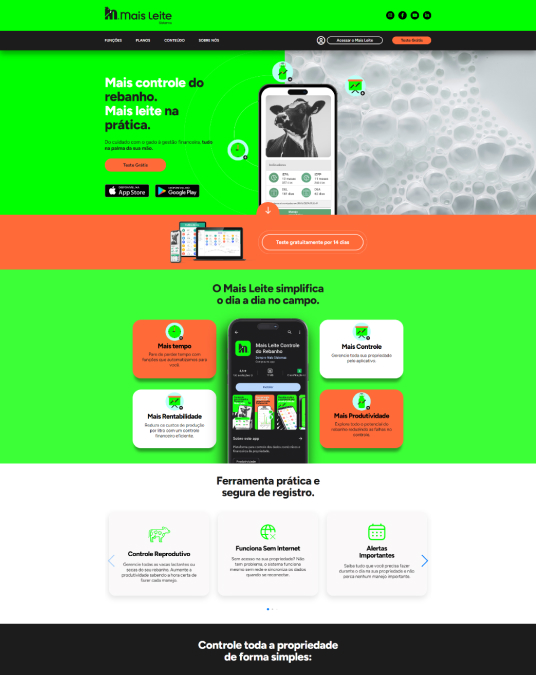 Mais Leite
FUNÇÕES
PLANOS
CONTEÚDO
SOBRE NÓS
Acessar o Mais Leite
Teste Grátis
Mais controle do
rebanho.
Mais leite na
prática.
Do cuidado com a gado à gestão financeira, tudo
na palma da sua mão.
Teste Grátis
App Store
Google Play
Teste gratuitamente por 14 dias
O Mais Leite simplifica
o dia a dia no campo.
Mais tempo
Pare de perder tempo com
funções que automatizamos para
você.
Mais Controle
Gerencie toda sua propriedade
pelo aplicativo.
Mais Leite Controle
do Rebanho
Mais Rentabilidade
Reduza os custos de produção
por litro com um controle
financeiro eficiente.
Mais Produtividade
Explore todo o potencial do
rebanho reduzindo as falhas no
Sobre este app
Ferramenta prática e
segura de registro.
Controle Reprodutivo
Gerencie todas as vacas lactantes ou
secas do seu rebanho. Aumente a
produtividade sabendo a hora certa de
fazer cada manejo.
Funciona Sem Internet
Sem acesso na sua propriedade? Não
tem problema, o sistema funciona
mesmo sem rede e sincroniza os dados
quando se reconectar.
Alertas
Importantes
Saiba tudo que você precisa fazer
durante o dia na sua propriedade e não
perca nenhum manejo importante.
Controle toda a propriedade
de forma simples: